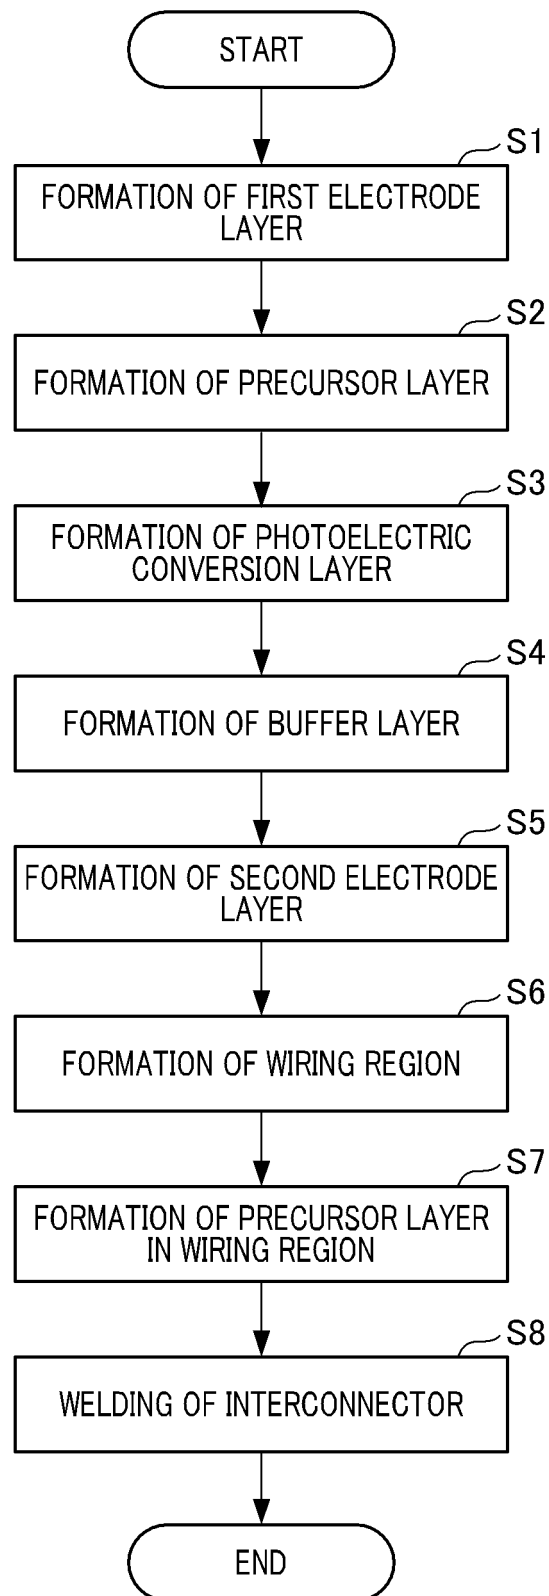 START
S1
FORMATION OF FIRST ELECTRODE
LAYER
S2
FORMATION OF PRECURSOR LAYER
S3
FORMATION OF PHOTOELECTRIC
CONVERSION LAYER
S4
FORMATION OF BUFFER LAYER
S5
FORMATION OF SECOND ELECTRODE
LAYER
S6
FORMATION OF WIRING REGION
S7
FORMATION OF PRECURSOR LAYER
IN WIRING REGION
S8
WELDING OF INTERCONNECTOR
END